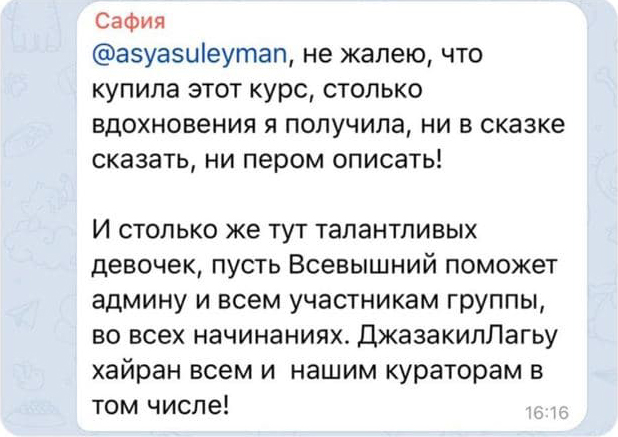 Сафия
@asyasuleyman, не жалею, что
купила этот курс, столько
вдохновения я получила, ни в сказке
сказать, ни пером описать!
И столько же тут талантливых
девочек, пусть Всевышний поможет
админу и всем участникам группы,
во всех начинаниях. ДжазакилЛагьу
хайран всем и нашим кураторам в
том числе!
16:16